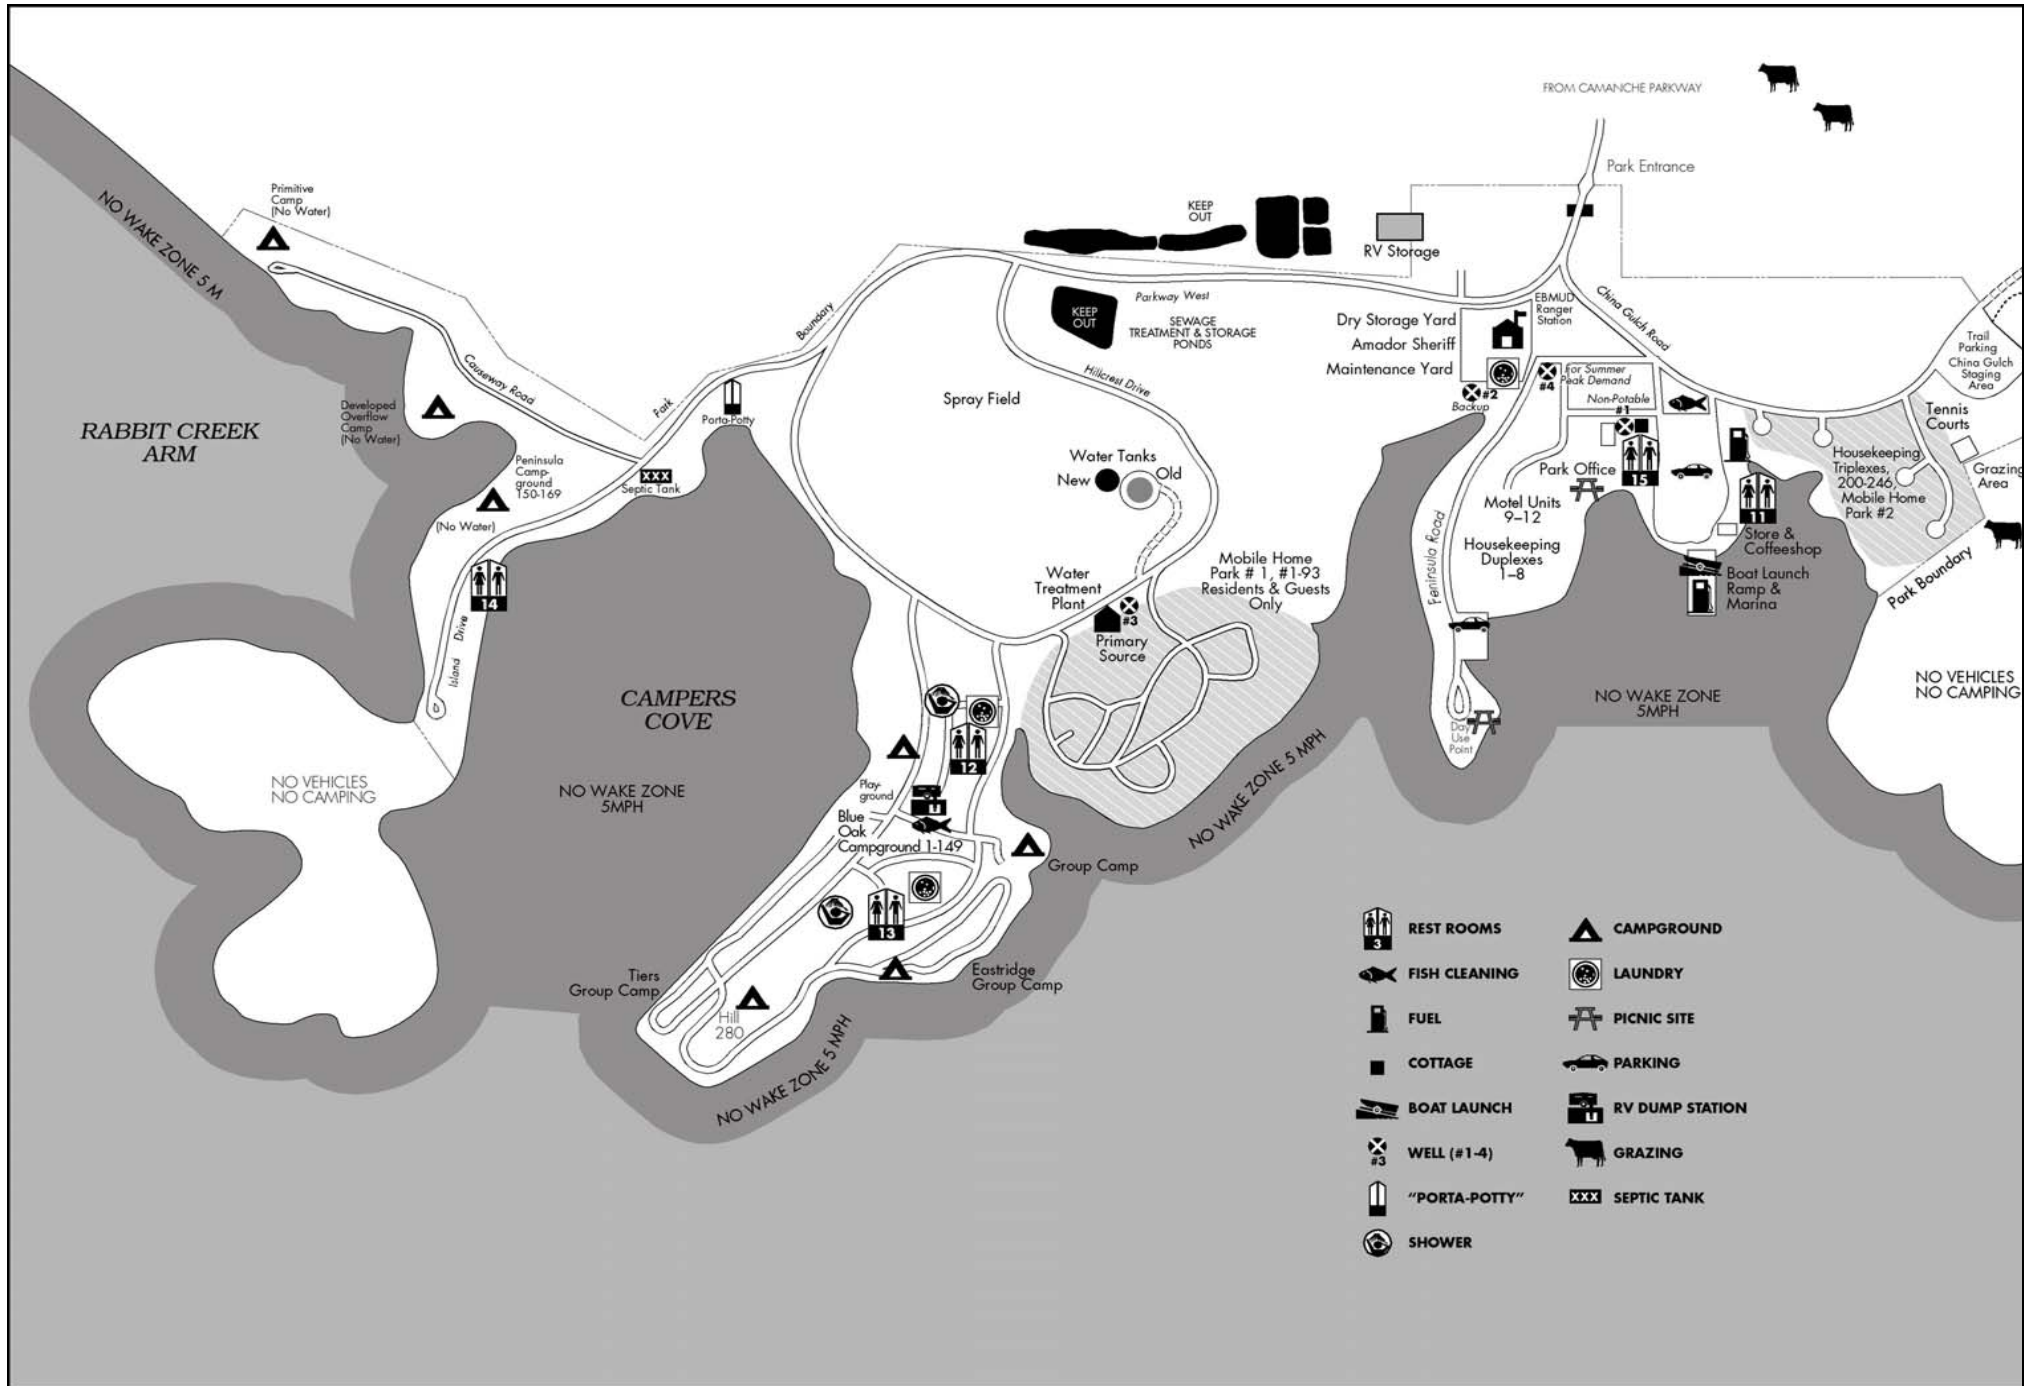 FROM CAMANCHE PARKWAY
Park Entrance
Primitive
Camp
(No Water)
NO WAKE ZONE 5 M
KEEP
OUT
RV Storage
Parkway West
KEEP
OUT
SEWAGE
TREATMENT & STORAGE
PONDS
Boundary
Park
Causeway Road
Hillcrest Drive
China Gulch Road
EBMUD
Ranger
Station
Dry Storage Yard
Amador Sheriff
Maintenance Yard
#2
Backup
#4
For Summer
Peak Demand
Non-Potable
#1
Trail
Parking
China Gulch
Staging
Area
Tennis
Courts
Grazing
Area
Developed
Overflow
Camp
(No Water)
Porta-Potty
Spray Field
RABBIT CREEK
ARM
Peninsula
Camp-
ground
150-169
(No Water)
XXX
Septic Tank
Water Tanks
New
Old
Park Office
15
Motel Units
9–12
Housekeeping
Duplexes
1–8
Peninsula Road
11
Store &
Coffeeshop
Boat Launch
Ramp &
Marina
Housekeeping
Triplexes,
200-246,
Mobile Home
Park #2
Park Boundary
14
Island Drive
Water
Treatment
Plant
#3
Primary
Source
Mobile Home
Park # 1, #1-93
Residents & Guests
Only
CAMPERS
COVE
NO WAKE ZONE
5MPH
NO VEHICLES
NO CAMPING
12
Play-
ground
Blue
Oak
Campground 1-149
Group Camp
13
Tiers
Group Camp
Hill
280
Eastridge
Group Camp
NO WAKE ZONE 5 MPH
NO WAKE ZONE 5 MPH
Day
Use
Point
NO WAKE ZONE
5MPH
NO VEHICLES
NO CAMPING
3
REST ROOMS
FISH CLEANING
FUEL
COTTAGE
BOAT LAUNCH
#3
WELL (#1-4)
"PORTA-POTTY"
SHOWER
CAMPGROUND
LAUNDRY
PICNIC SITE
PARKING
RV DUMP STATION
GRAZING
XXX
SEPTIC TANK